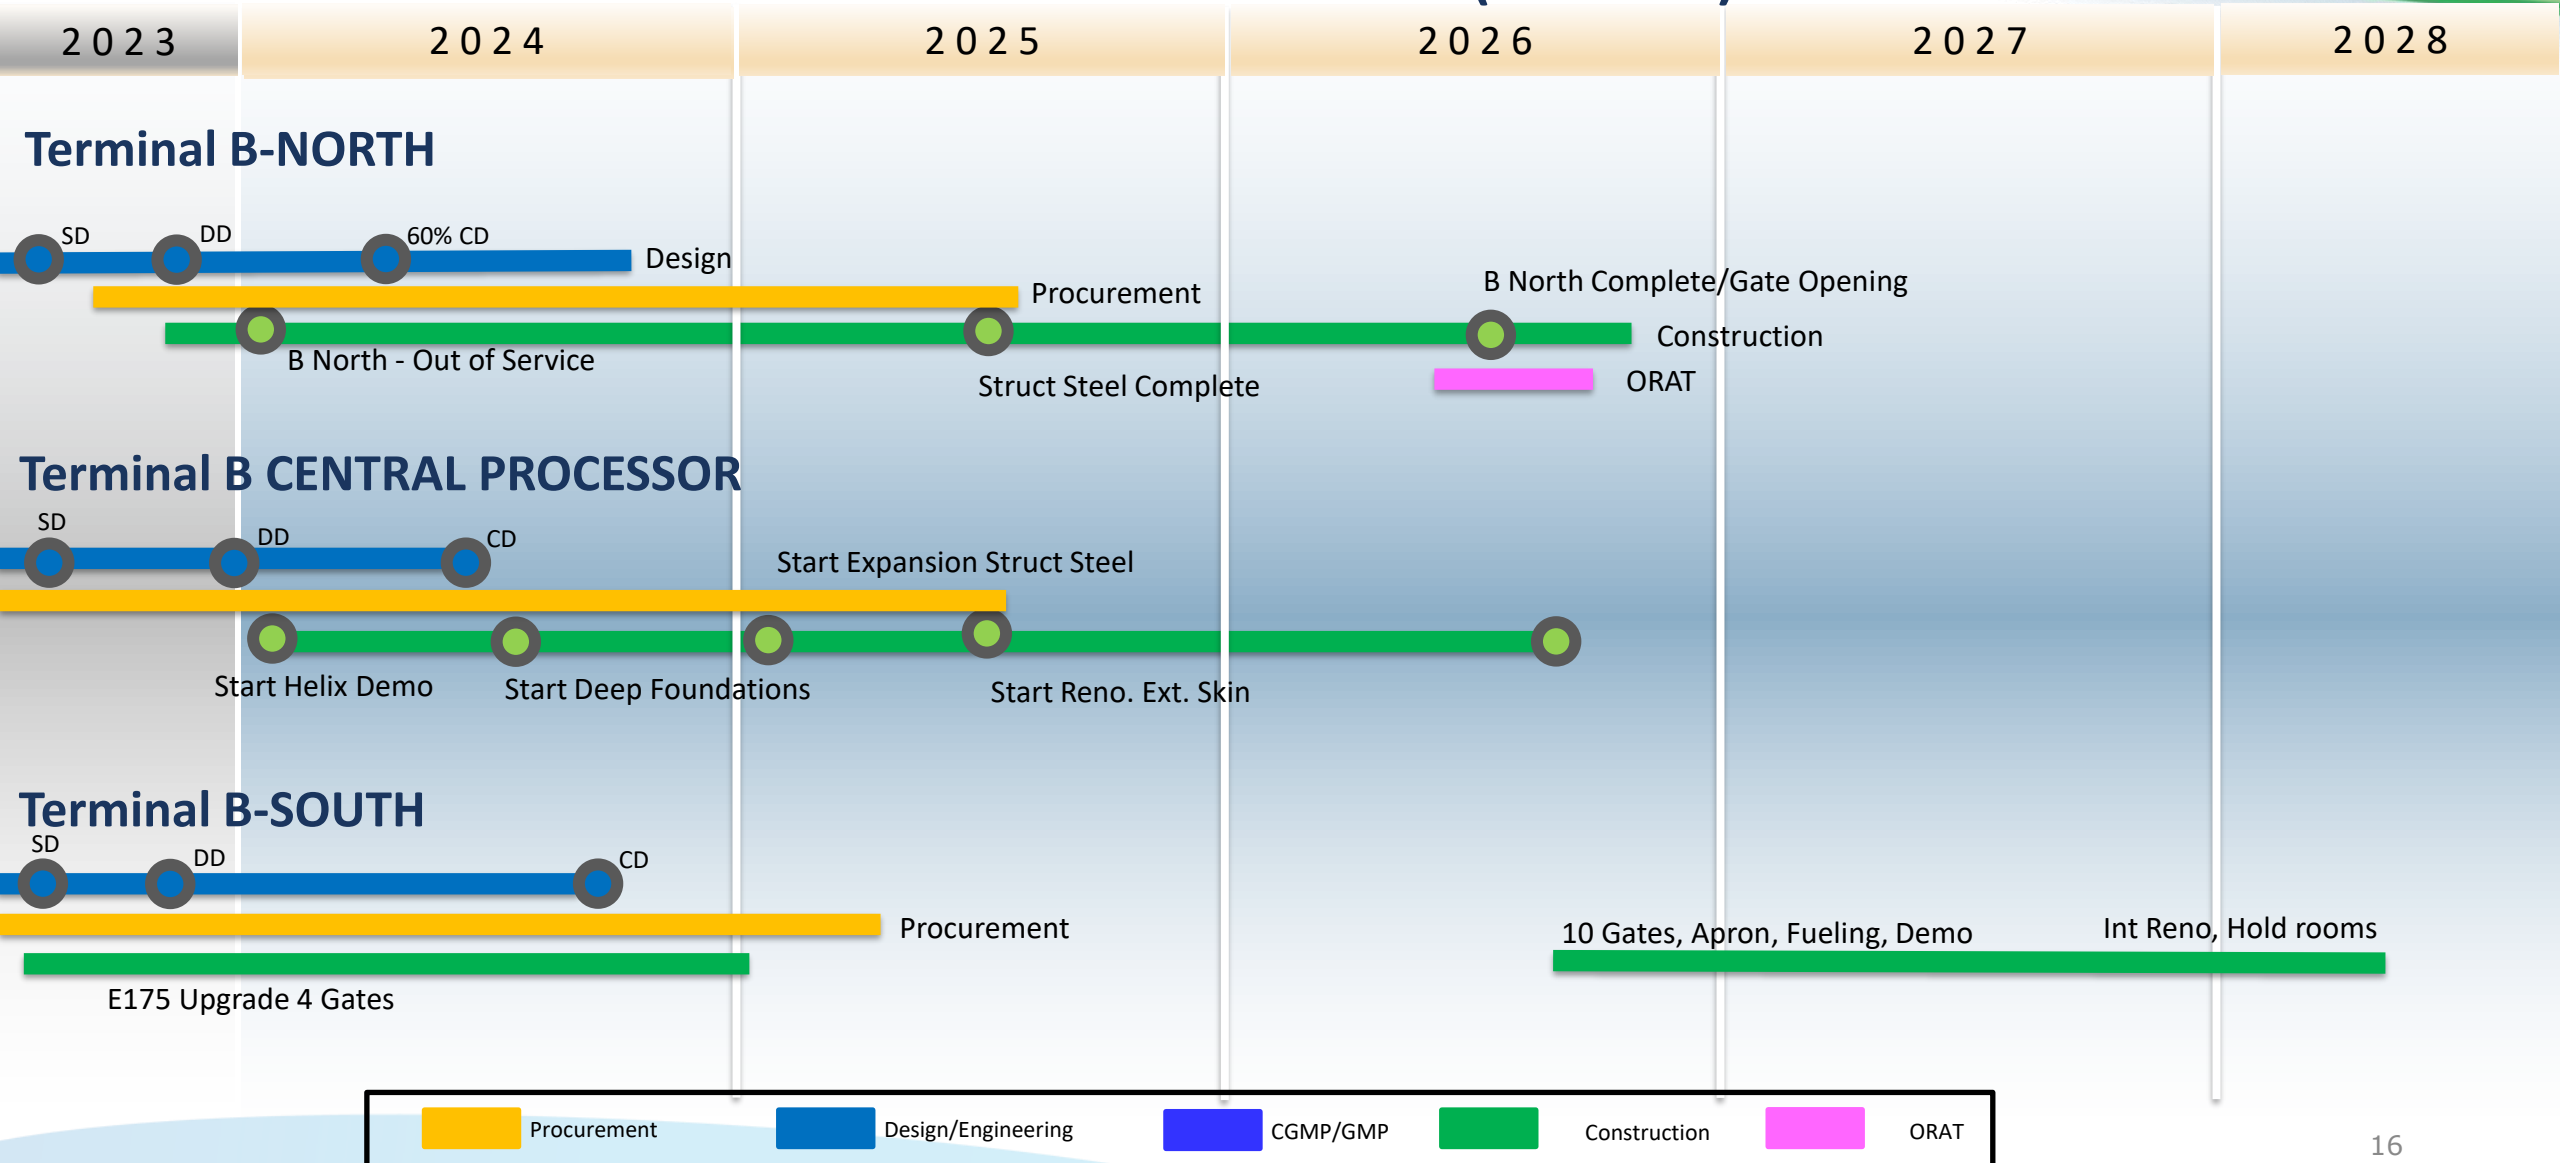 2023 2024 2025 2026 2027 2028
Terminal B-NORTH
SD DD 60% CD
Design
Procurement
B North Complete/Gate Opening
Construction
B North - Out of Service
Struct Steel Complete
ORAT
Terminal B CENTRAL PROCESSOR
SD DD CD
Start Expansion Struct Steel
Start Helix Demo
Start Deep Foundations
Start Reno. Ext. Skin
Terminal B-SOUTH
SD DD CD
Procurement
10 Gates, Apron, Fueling, Demo
Int Reno, Hold rooms
E175 Upgrade 4 Gates
Procurement Design/Engineering CGMP/GMP Construction ORAT
16